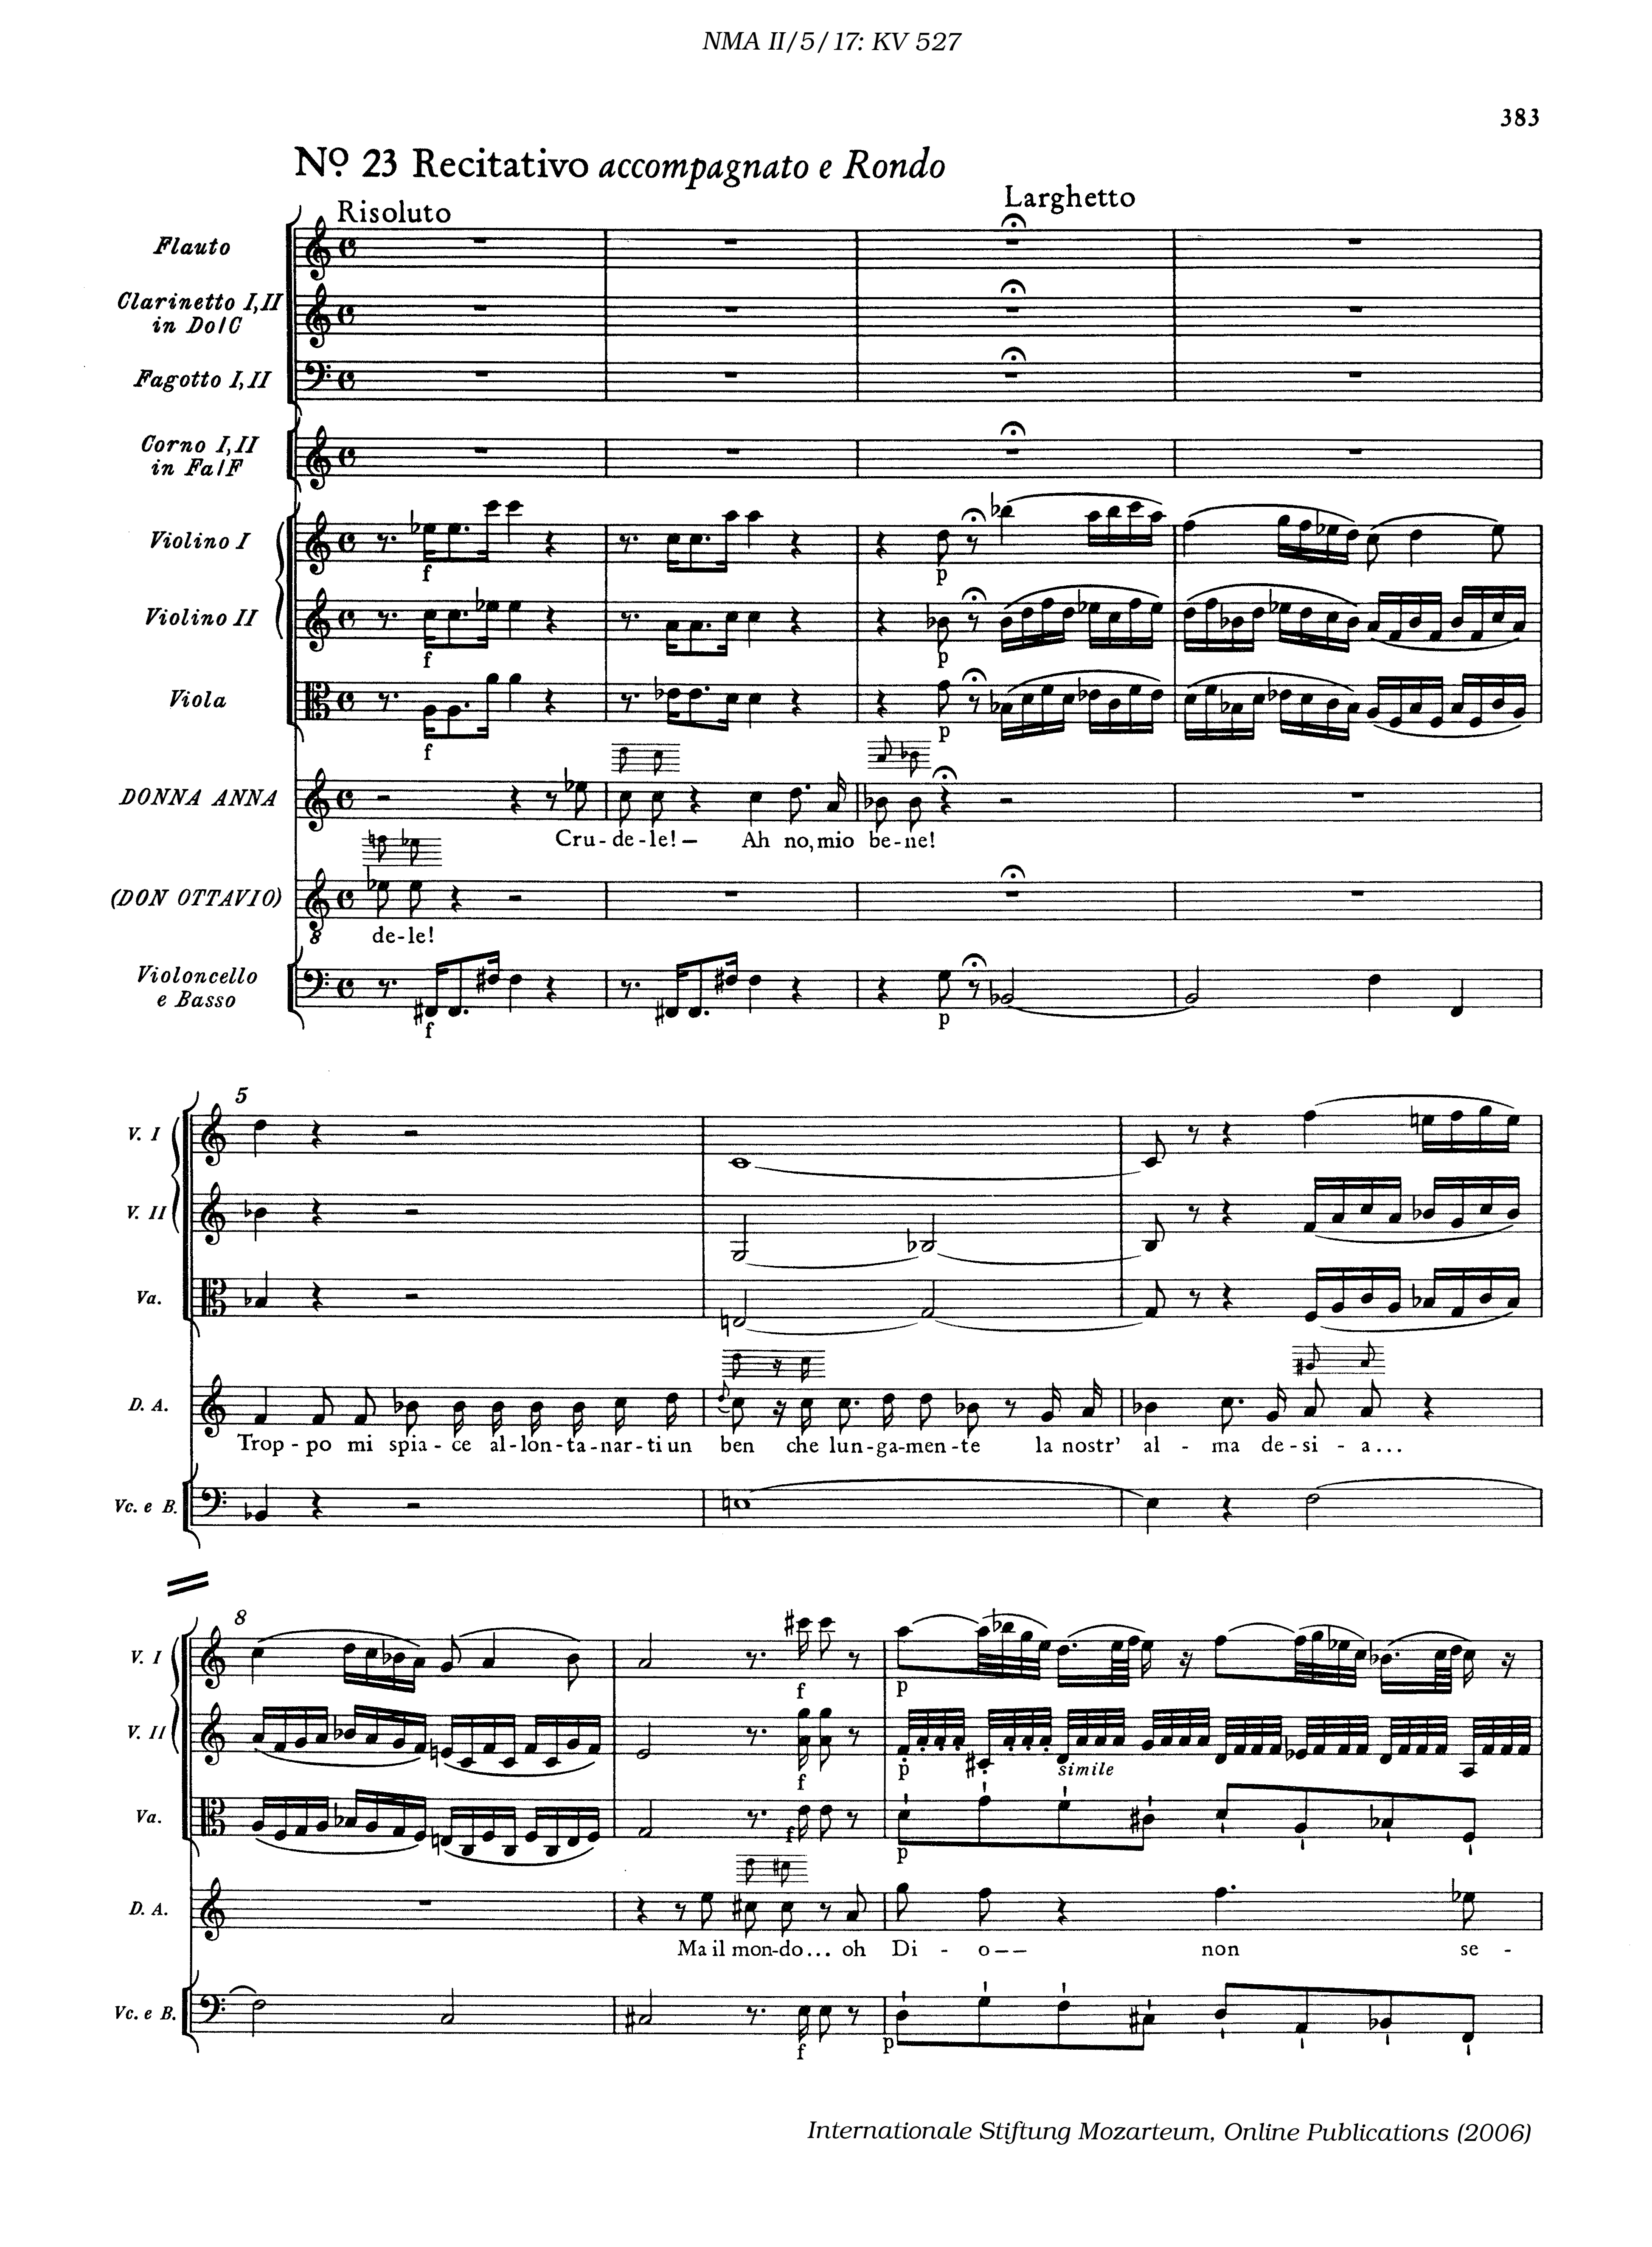 NMA II/5/17: KV 527
383
Nº 23 Recitativo accompagnato e Rondo
Risoluto
Larghetto
Flauto
Clarinetto I, II
in Do/C
Fagotto I, II
Corno I, II
in Fa/F
Violino I
f
p
Violino II
f
p
Viola
f
p
DONNA ANNA
Cru - de - le! – Ah no, mio be - ne!
(DON OTTAVIO)
8
de - le!
Violoncello
e Basso
f
p
5
V. I
V. II
Va.
D. A.
Trop - po mi spia - ce al - lon - ta - nar - ti un ben che lun - ga - men - te la nostr' al - ma de - si - a...
Vc. e B.
8
V. I
f
p
V. II
f
p
simile
Va.
f
p
D. A.
Ma il mon - do... oh Di - o –– non se -
Vc. e B.
f
p
Internationale Stiftung Mozarteum, Online Publications (2006)